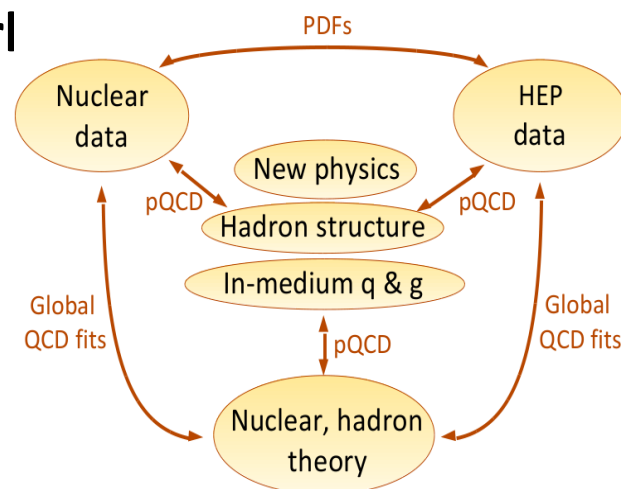 PDFs
Nuclear
data
HEP
data
New physics
pQCD
pQCD
Hadron structure
In-medium q & g
Global
QCD fits
pQCD
Global
QCD fits
Nuclear, hadron
theory